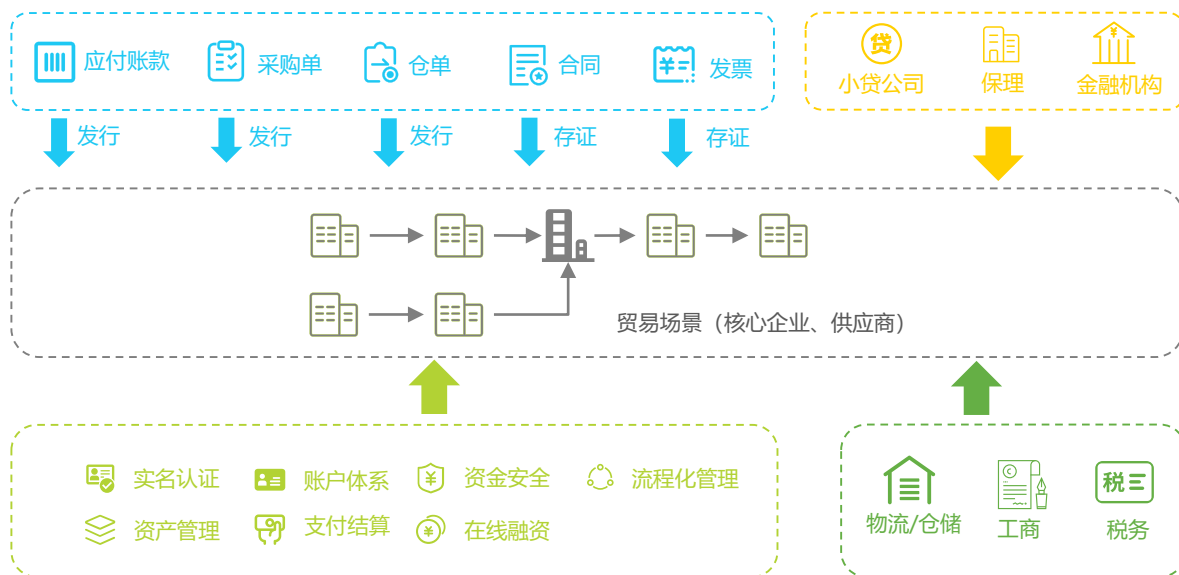 应付账款
采购单
仓单
合同
发票
贷
小贷公司
保理
金融机构
发行
发行
发行
存证
存证
贸易场景（核心企业、供应商）
实名认证
账户体系
资金安全
流程化管理
资产管理
支付结算
在线融资
物流/仓储
工商
税
税务